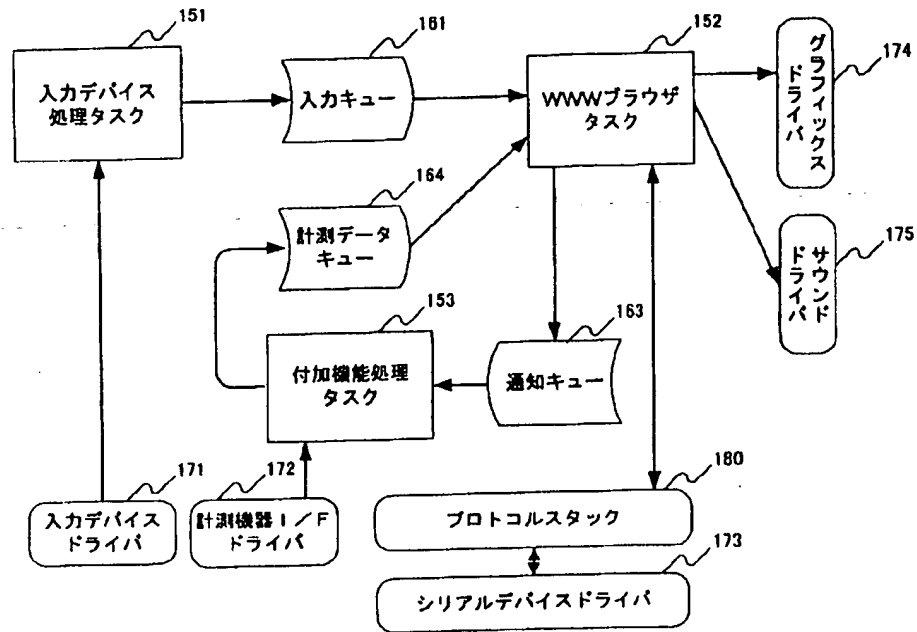 151
入力デバイス
処理タスク
161
入力キュー
152
WWWブラウザ
タスク
グラフィックス
ドライバ
174
164
計測データ
キュー
サウンド
ドライバ
175
153
付加機能処理
タスク
163
通知キュー
171
入力デバイス
ドライバ
172
計測機器I/F
ドライバ
180
プロトコルスタック
173
シリアルデバイスドライバ